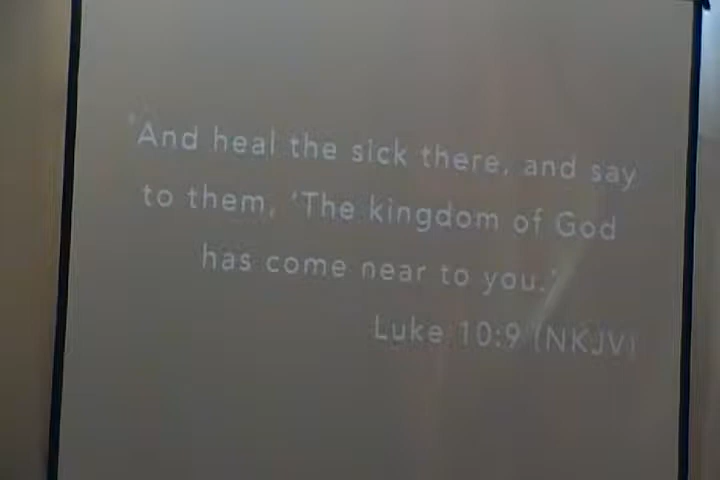 "And heal the sick there, and say
to them, 'The kingdom of God
has come near to you.'
Luke 10:9 (NKJV)